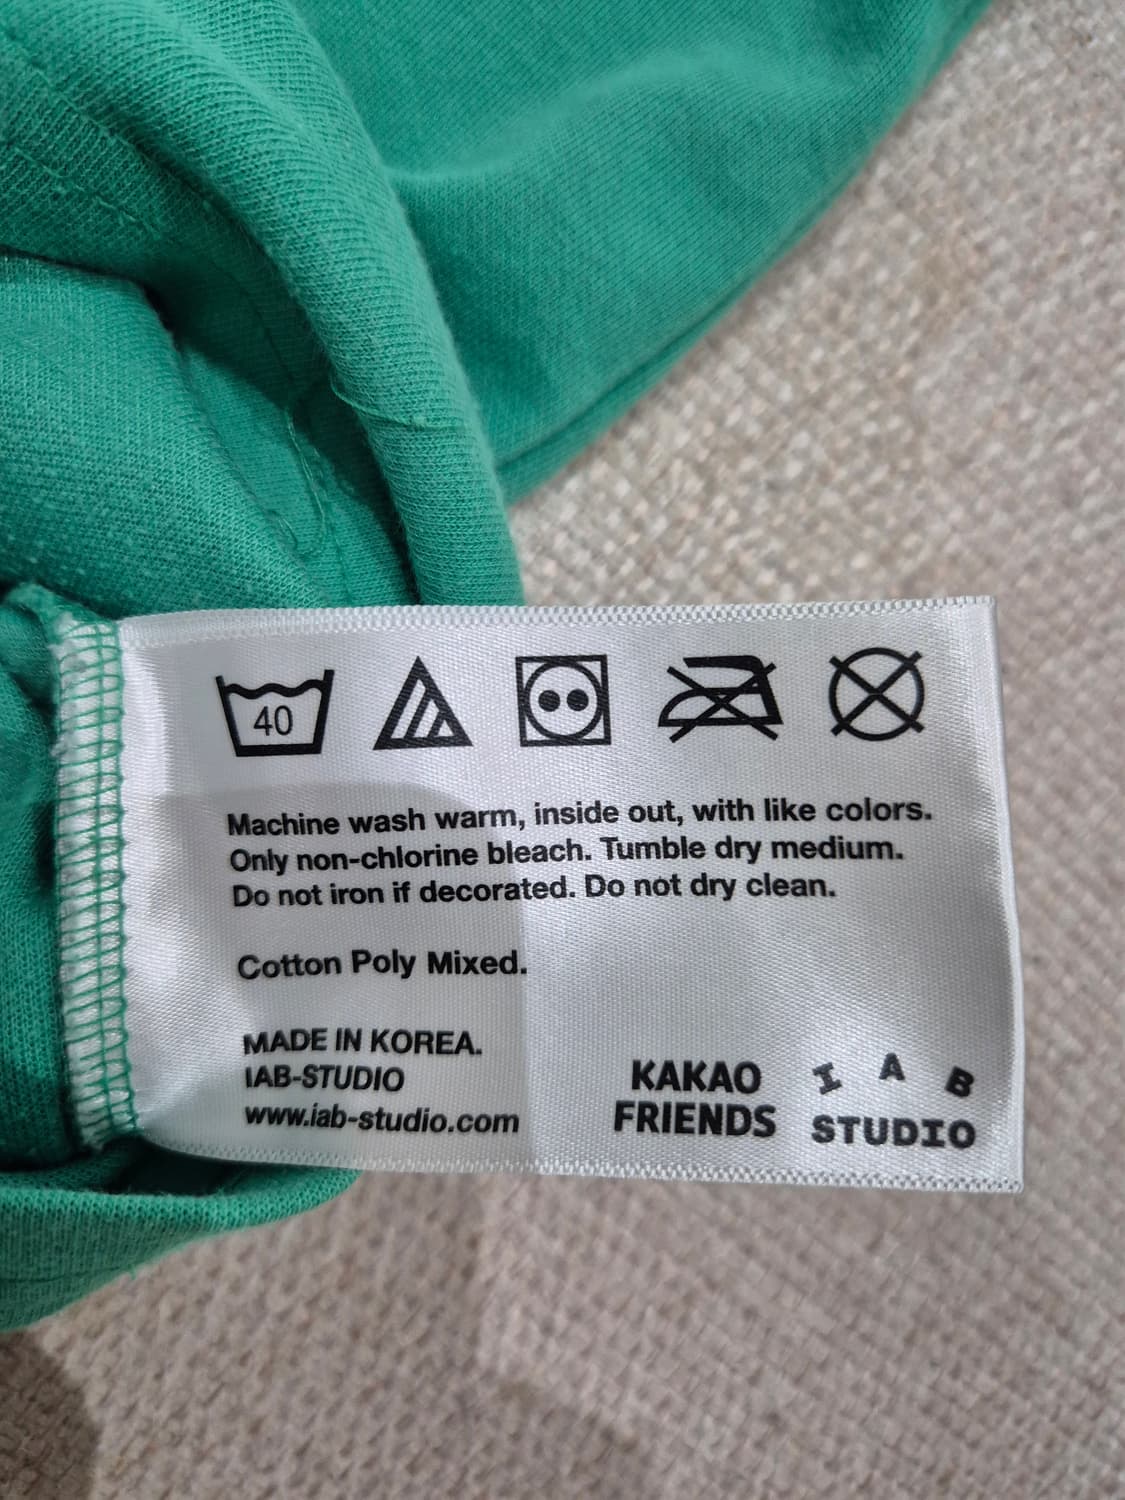 40
Machine wash warm, inside out, with like colors.
Only non-chlorine bleach. Tumble dry medium.
Do not iron if decorated. Do not dry clean.
Cotton Poly Mixed.
MADE IN KOREA.
IAB-STUDIO
www.iab-studio.com
KAKAO
FRIENDS
I A B
STUDIO